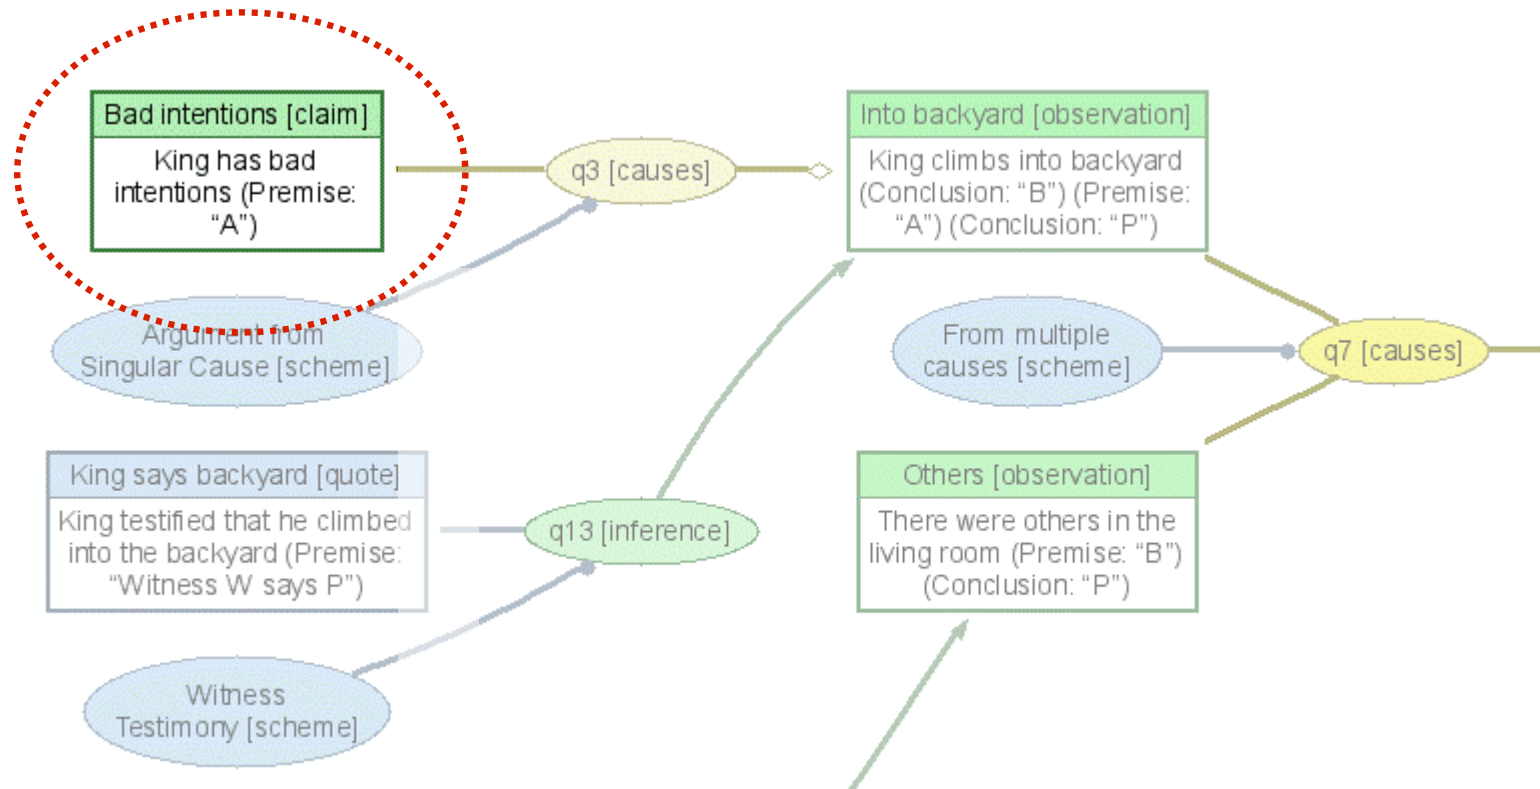 Bad intentions [claim]
King has bad
intentions (Premise:
“A”)
q3 [causes]
Into backyard [observation]
King climbs into backyard
(Conclusion: “B”) (Premise:
“A”) (Conclusion: “P”)
Argument from
Singular Cause [scheme]
From multiple
causes [scheme]
q7 [causes]
King says backyard [quote]
King testified that he climbed
into the backyard (Premise:
“Witness W says P”)
q13 [inference]
Others [observation]
There were others in the
living room (Premise: “B”)
(Conclusion: “P”)
Witness
Testimony [scheme]